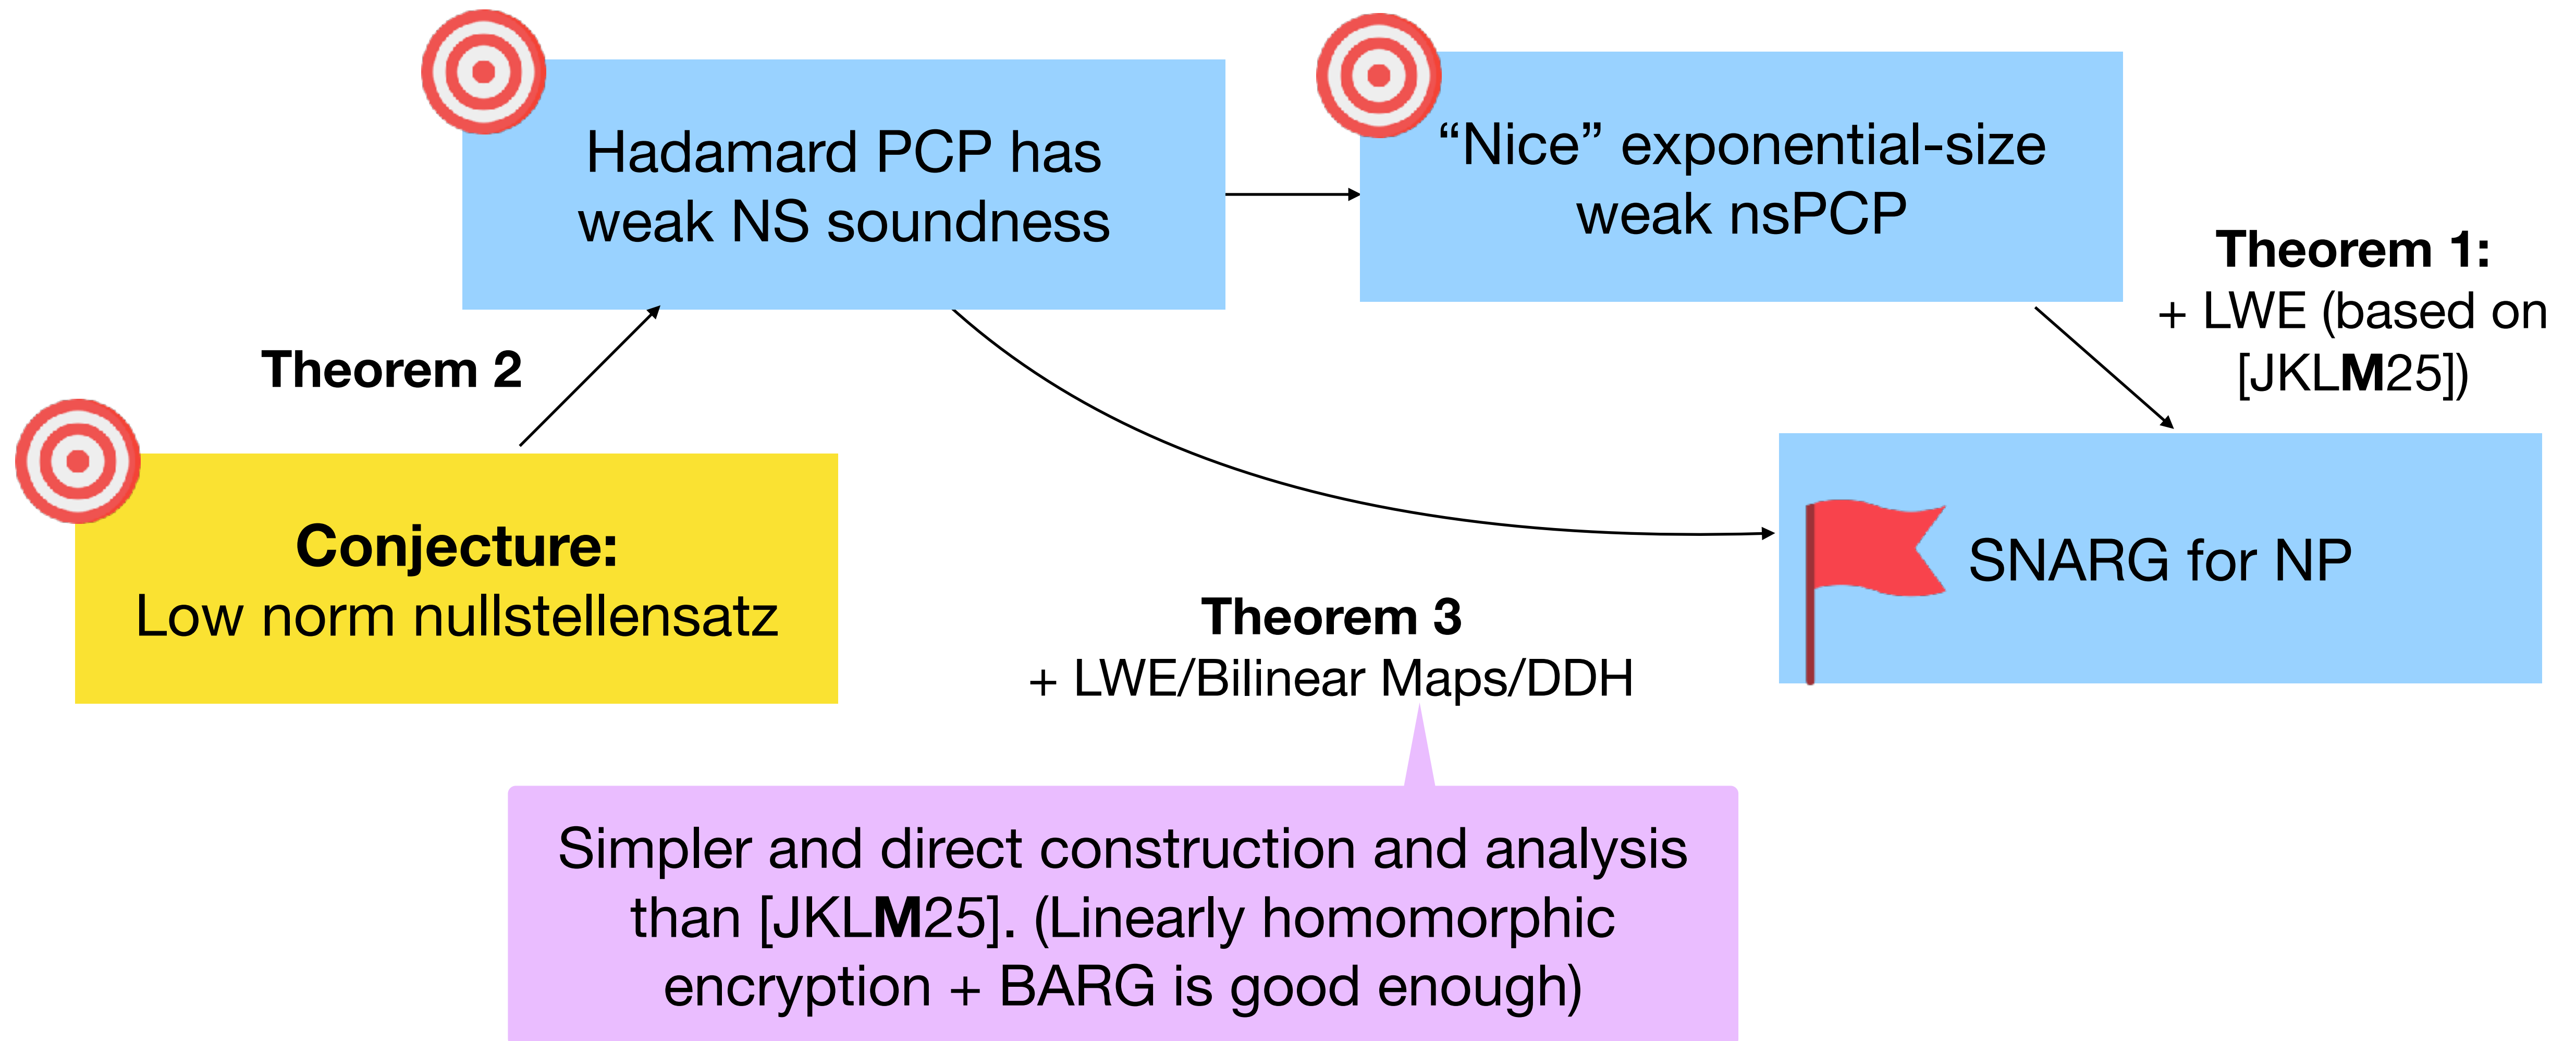 Hadamard PCP has
weak NS soundness
“Nice” exponential-size
weak nsPCP
Theorem 1:
+ LWE (based on
[JKLM25])
Theorem 2
Conjecture:
Low norm nullstellensatz
SNARG for NP
Theorem 3
+ LWE/Bilinear Maps/DDH
Simpler and direct construction and analysis
than [JKLM25]. (Linearly homomorphic
encryption + BARG is good enough)